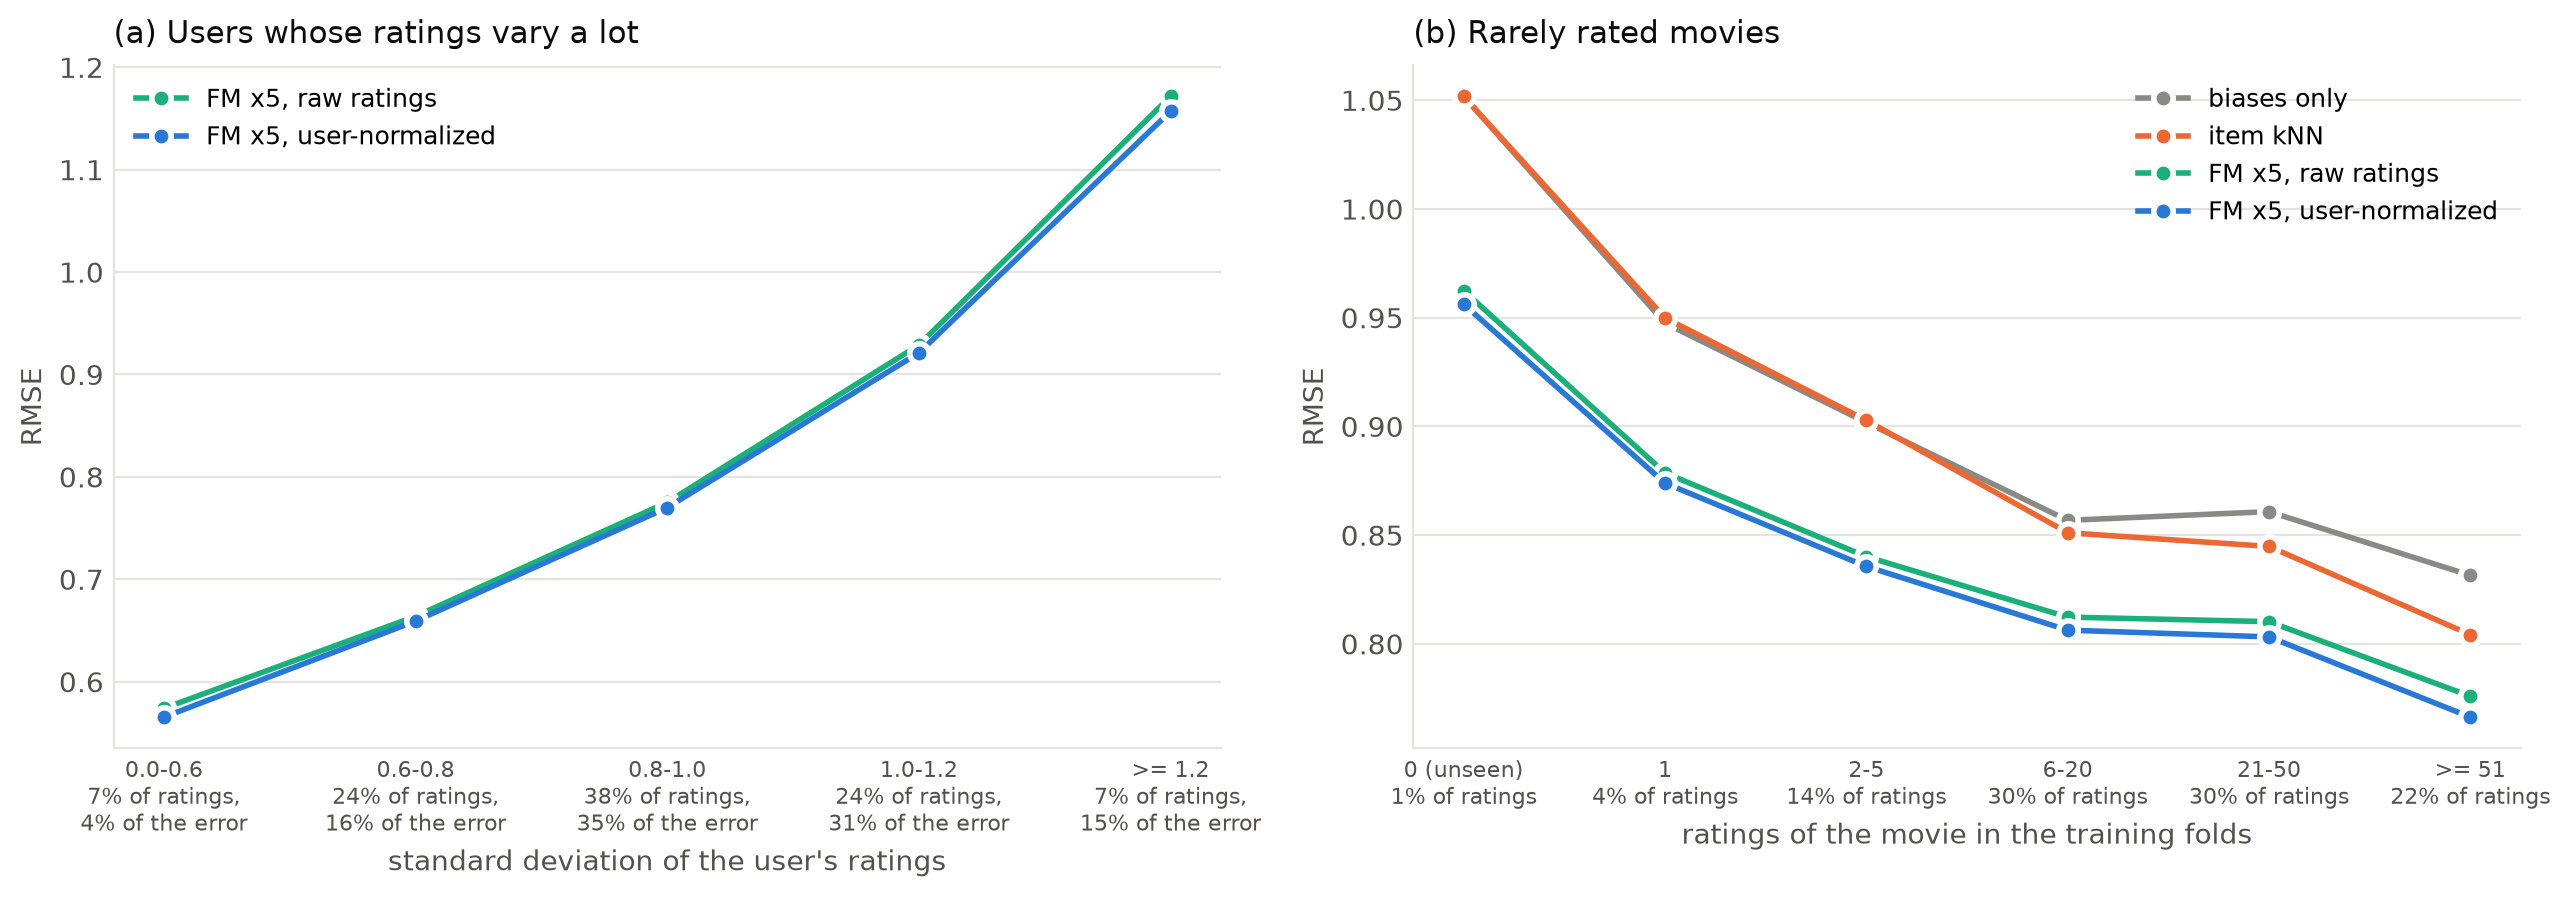 (a) Users whose ratings vary a lot
1.2
1.1
1.0
0.9
0.8
0.7
0.6
RMSE
FM x5, raw ratings
FM x5, user-normalized
0.0-0.6
7% of ratings,
4% of the error
0.6-0.8
24% of ratings,
16% of the error
0.8-1.0
38% of ratings,
35% of the error
1.0-1.2
24% of ratings,
31% of the error
>= 1.2
7% of ratings,
15% of the error
standard deviation of the user's ratings
(b) Rarely rated movies
1.05
1.00
0.95
0.90
0.85
0.80
RMSE
biases only
item kNN
FM x5, raw ratings
FM x5, user-normalized
0 (unseen)
1% of ratings
1
4% of ratings
2-5
14% of ratings
6-20
30% of ratings
21-50
30% of ratings
>= 51
22% of ratings
ratings of the movie in the training folds